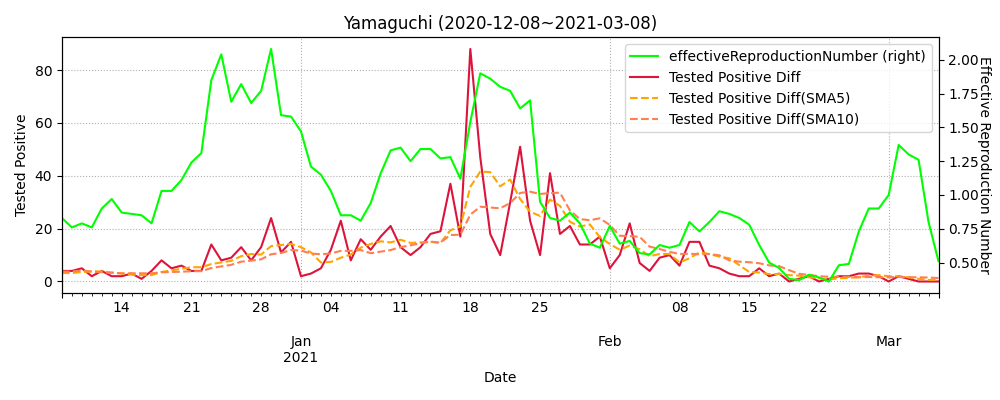 Yamaguchi (2020-12-08~2021-03-08)
effectiveReproductionNumber (right)
Tested Positive Diff
Tested Positive Diff(SMA5)
Tested Positive Diff(SMA10)
Tested Positive
80
60
40
20
0
2.00
1.75
1.50
1.25
1.00
0.75
0.50
Effective Reproduction Number
14 21 28 04 11 18 25 08 15 22
Jan Feb Mar
2021
Date